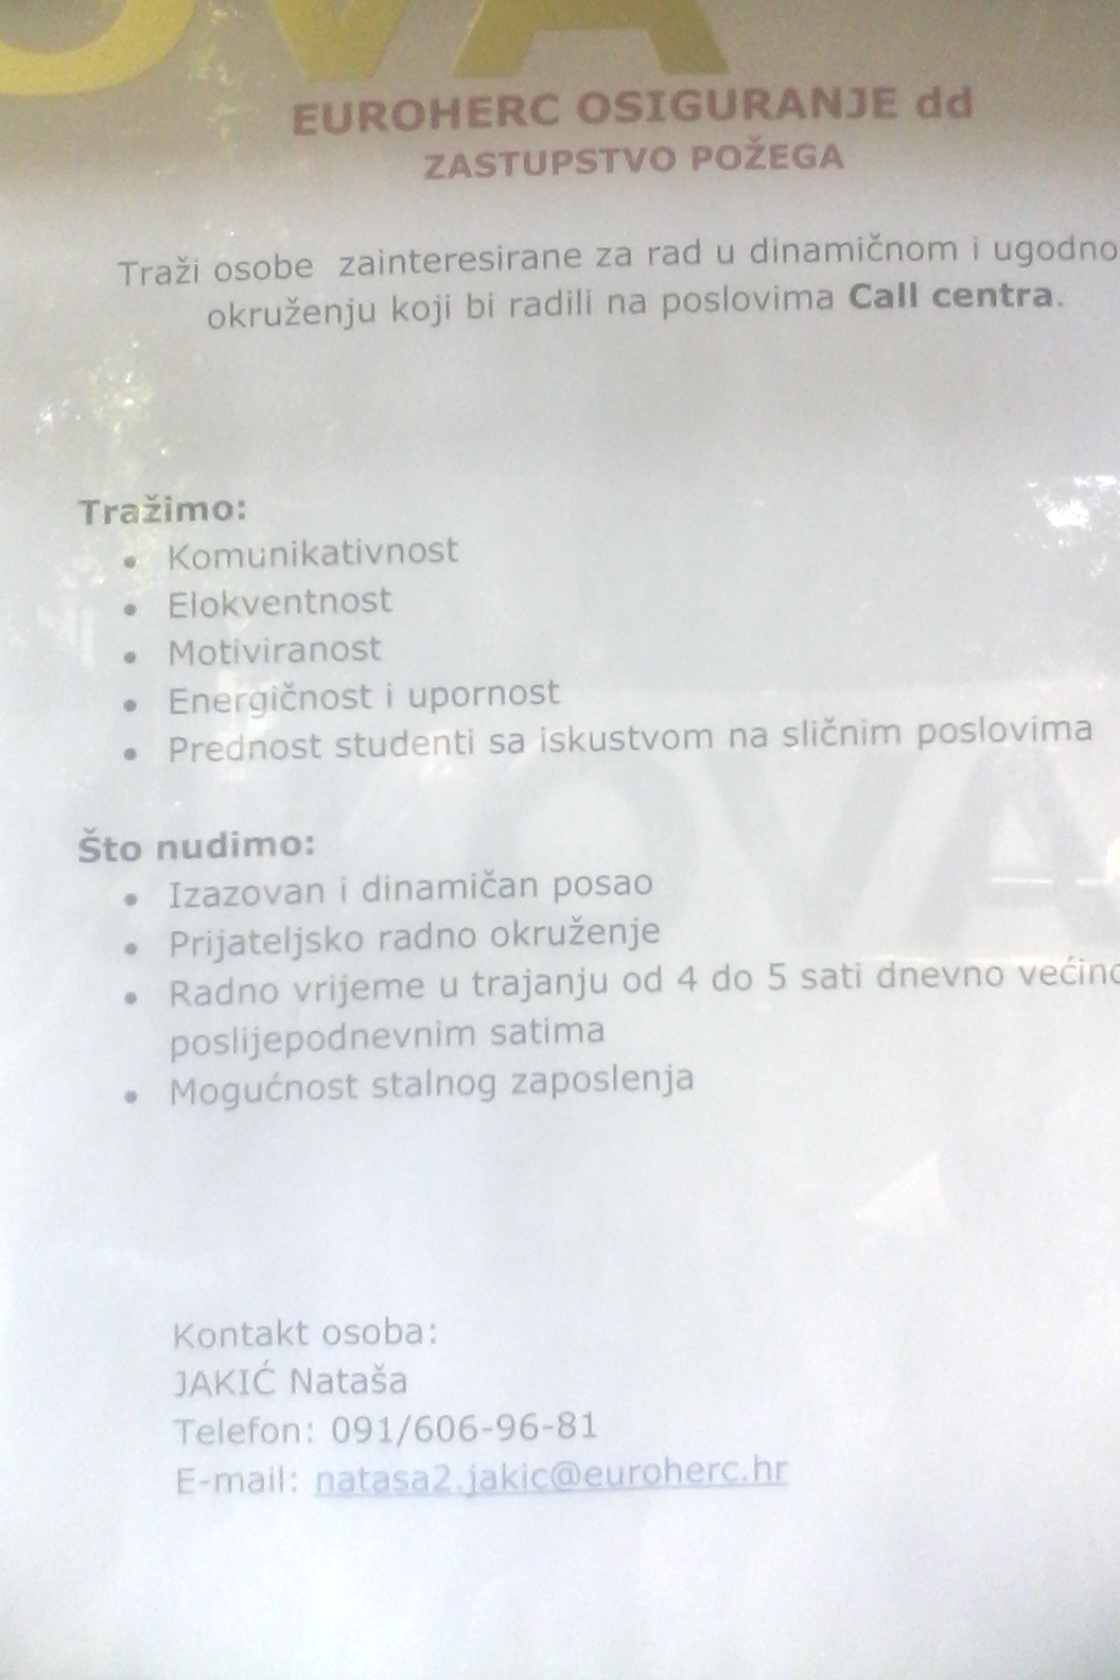 OVA
EUROHERC OSIGURANJE dd
ZASTUPSTVO POŽEGA
Traži osobe zainteresirane za rad u dinamičnom i ugodno
okruženju koji bi radili na poslovima Call centra.
Tražimo:
• Komunikativnost
• Elokventnost
• Motiviranost
• Energičnost i upornost
• Prednost studenti sa iskustvom na sličnim poslovima
Što nudimo:
• Izazovan i dinamičan posao
• Prijateljsko radno okruženje
• Radno vrijeme u trajanju od 4 do 5 sati dnevno većino
poslijepodnevnim satima
• Mogućnost stalnog zaposlenja
Kontakt osoba:
JAKIĆ Nataša
Telefon: 091/606-96-81
E-mail: natasa2.jakic@euroherc.hr